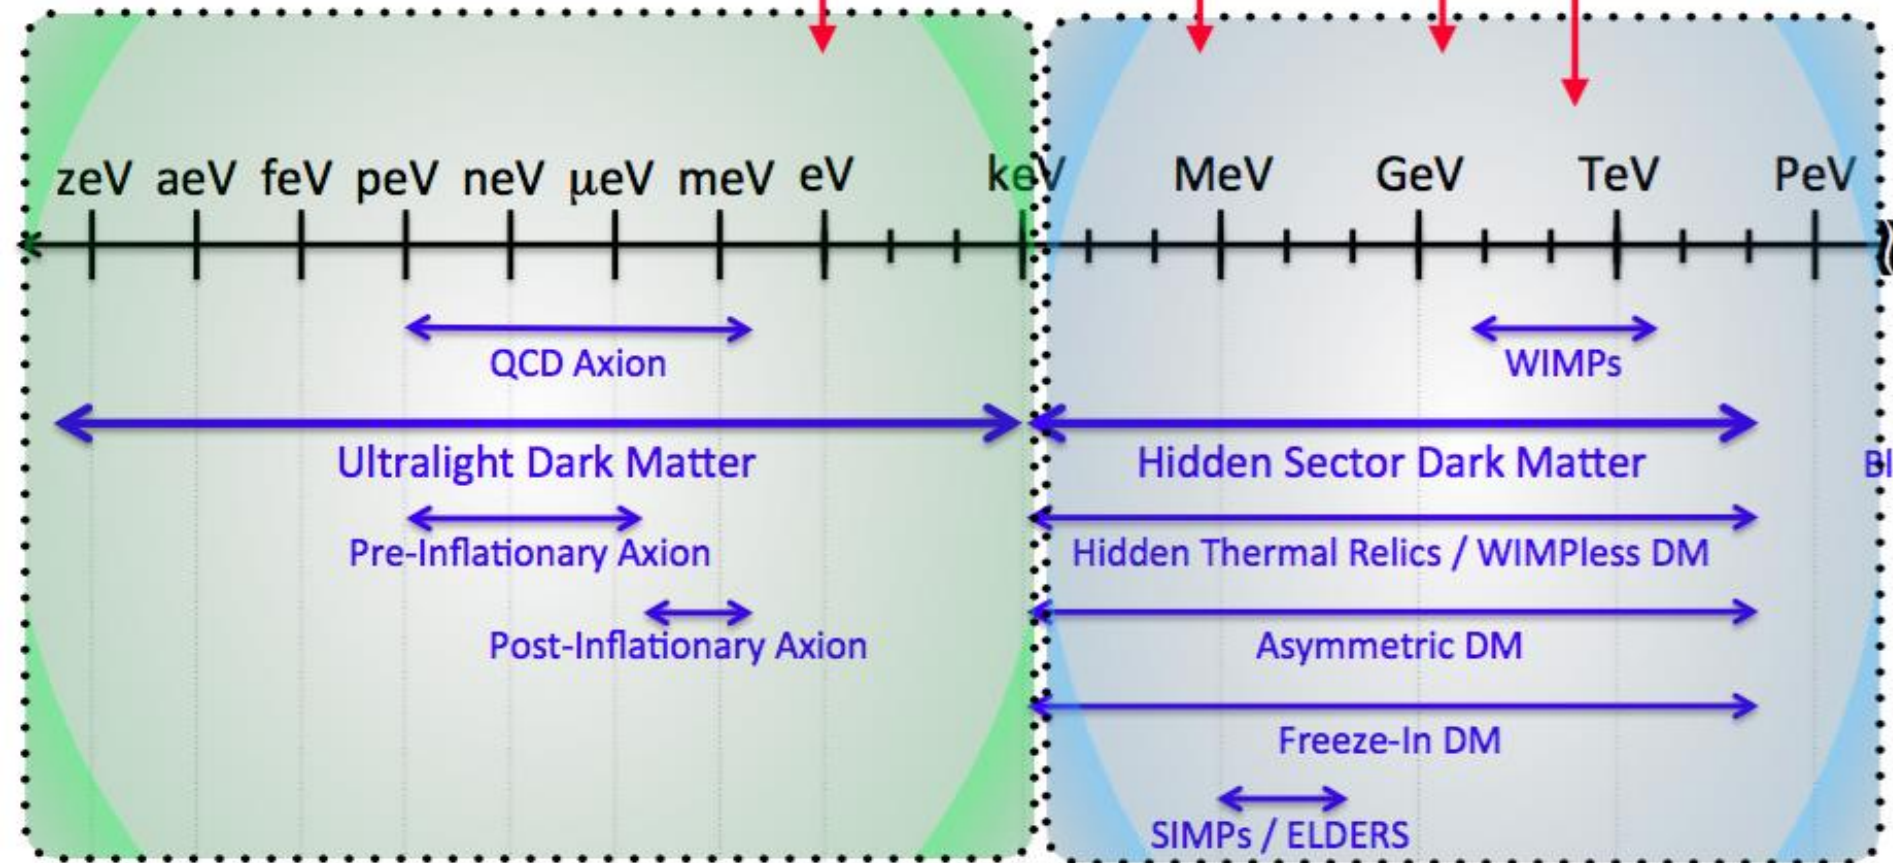 zeV aeV feV peV neV μeV meV eV keV MeV GeV TeV PeV
QCD Axion WIMPs
Ultralight Dark Matter Hidden Sector Dark Matter
Pre-Inflationary Axion Hidden Thermal Relics / WIMPless DM
Post-Inflationary Axion Asymmetric DM
Freeze-In DM
SIMPs / ELDERS